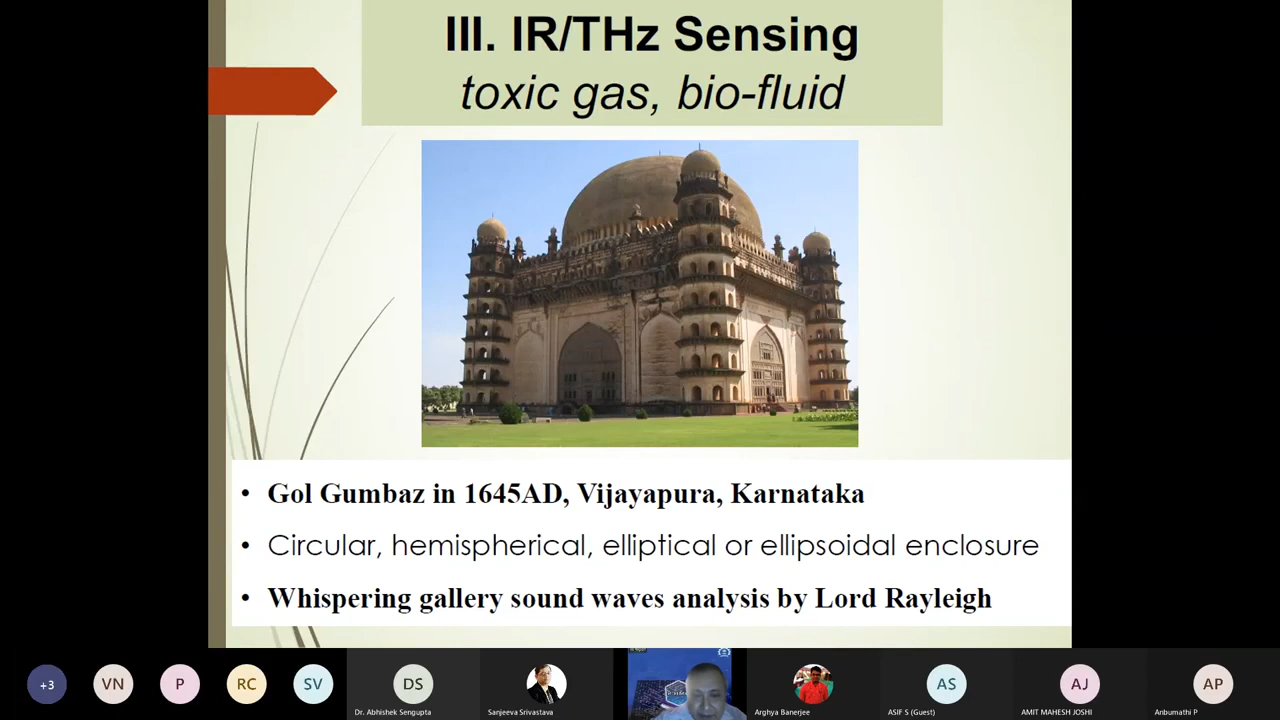 III. IR/THz Sensing
toxic gas, bio-fluid
• Gol Gumbaz in 1645AD, Vijayapura, Karnataka
• Circular, hemispherical, elliptical or ellipsoidal enclosure
• Whispering gallery sound waves analysis by Lord Rayleigh
+3
VN
P
RC
SV
DS
AS
AJ
AP
Dr. Abhishek Sengupta
Sanjeeva Srivastava
Arghya Banerjee
ASIF S (Guest)
AMIT MAHESH JOSHI
Anbumathi P